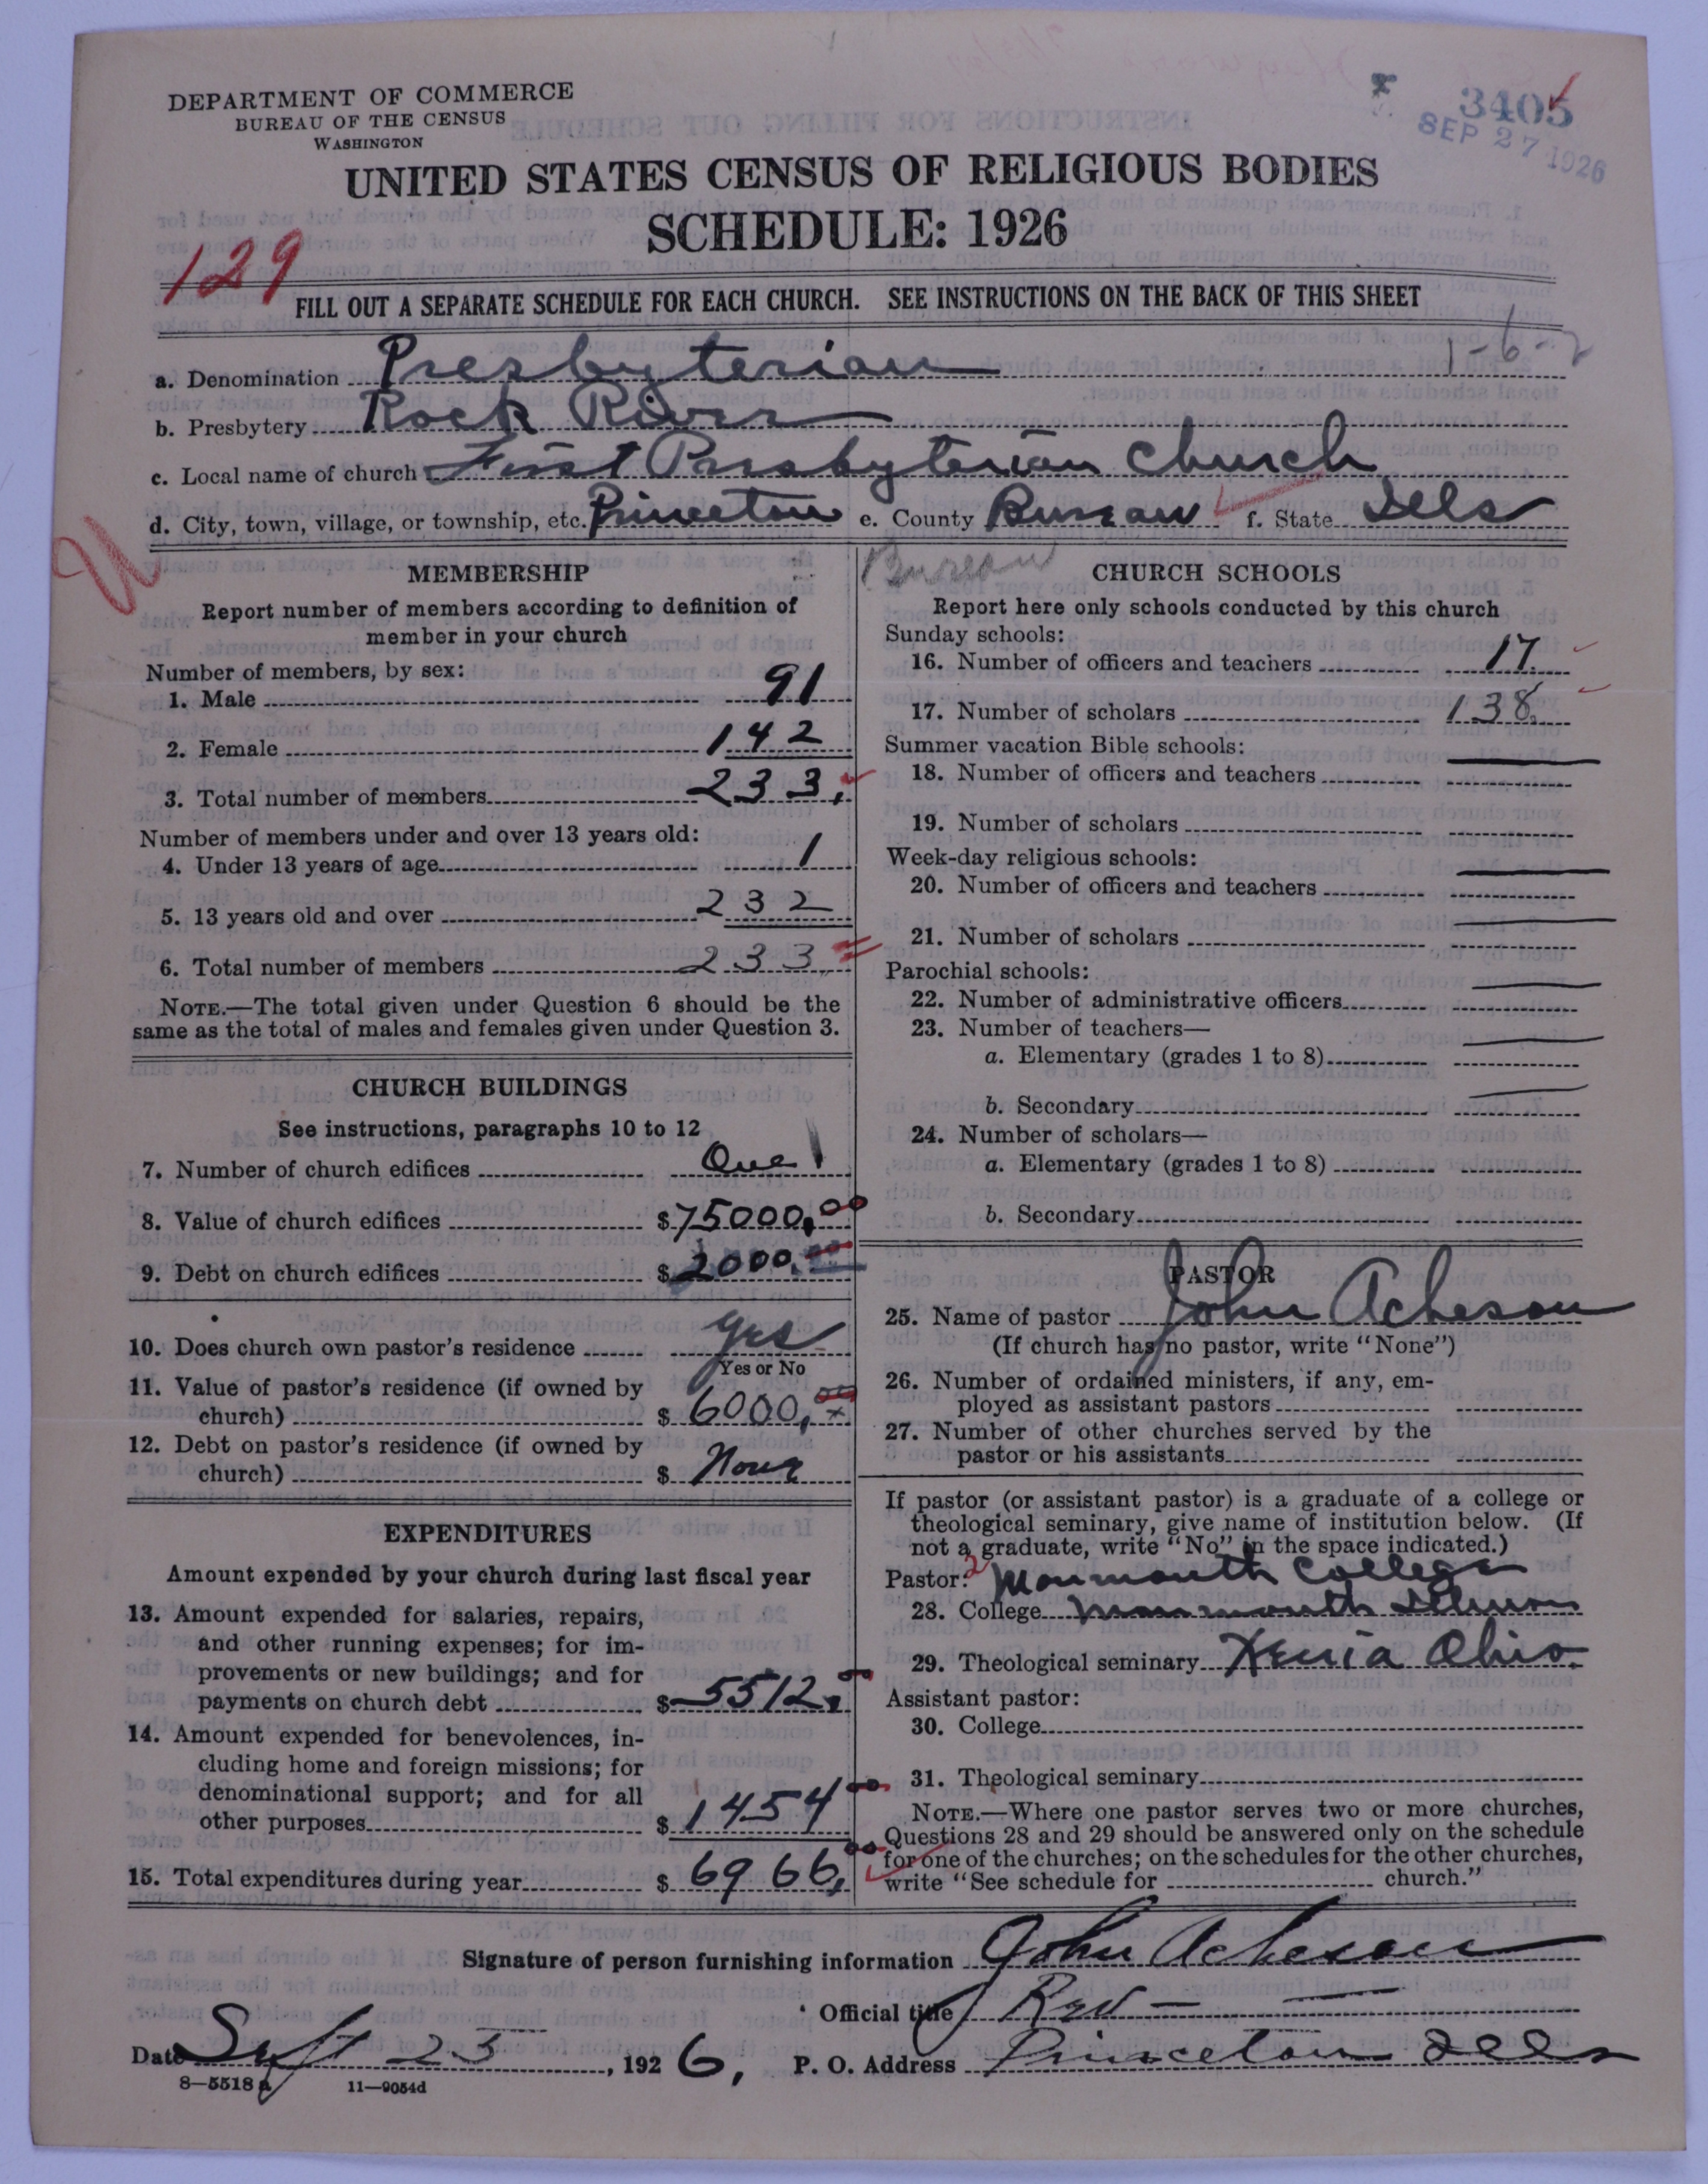 DEPARTMENT OF COMMERCE
BUREAU OF THE CENSUS
WASHINGTON
3405
SEP 27 1926
UNITED STATES CENSUS OF RELIGIOUS BODIES
SCHEDULE: 1926
129
FILL OUT A SEPARATE SCHEDULE FOR EACH CHURCH. SEE INSTRUCTIONS ON THE BACK OF THIS SHEET
1-6-2
a. Denomination Presbyterian
b. Presbytery Rock River
c. Local name of church First Presbyterian Church
d. City, town, village, or township, etc. Princeton e. County Bureau f. State Ills
Bureau
MEMBERSHIP
Report number of members according to definition of
member in your church
Number of members, by sex:
1. Male 91
2. Female 142
3. Total number of members 233.
Number of members under and over 13 years old:
4. Under 13 years of age 1
5. 13 years old and over 232
6. Total number of members 233
NOTE.—The total given under Question 6 should be the
same as the total of males and females given under Question 3.
CHURCH BUILDINGS
See instructions, paragraphs 10 to 12
7. Number of church edifices One 1
8. Value of church edifices $75000.00
9. Debt on church edifices $2000.00
10. Does church own pastor's residence yes
Yes or No
11. Value of pastor's residence (if owned by
church) $ 6000.00
12. Debt on pastor's residence (if owned by
church) $ None
EXPENDITURES
Amount expended by your church during last fiscal year
13. Amount expended for salaries, repairs,
and other running expenses; for im-
provements or new buildings; and for
payments on church debt $5512.00
14. Amount expended for benevolences, in-
cluding home and foreign missions; for
denominational support; and for all
other purposes $ 1454 00
15. Total expenditures during year $ 6966.00
CHURCH SCHOOLS
Report here only schools conducted by this church
Sunday schools:
16. Number of officers and teachers 17.
17. Number of scholars 138.
Summer vacation Bible schools:
18. Number of officers and teachers
19. Number of scholars
Week-day religious schools:
20. Number of officers and teachers
21. Number of scholars
Parochial schools:
22. Number of administrative officers
23. Number of teachers—
a. Elementary (grades 1 to 8)
b. Secondary
24. Number of scholars—
a. Elementary (grades 1 to 8)
b. Secondary
PASTOR
25. Name of pastor John Acheson
(If church has no pastor, write "None")
26. Number of ordained ministers, if any, em-
ployed as assistant pastors
27. Number of other churches served by the
pastor or his assistants
If pastor (or assistant pastor) is a graduate of a college or
theological seminary, give name of institution below. (If
not a graduate, write "No" in the space indicated.)
Pastor: 2 Monmouth College
28. College Monmouth Illinois
29. Theological seminary Xenia Ohio.
Assistant pastor:
30. College
31. Theological seminary
NOTE.—Where one pastor serves two or more churches,
Questions 28 and 29 should be answered only on the schedule
for one of the churches; on the schedules for the other churches,
write "See schedule for church."
Signature of person furnishing information John Acheson
Official title Rev
Date Sept 23, 1926, P. O. Address Princeton Ills
8—5518 a 11—9054d